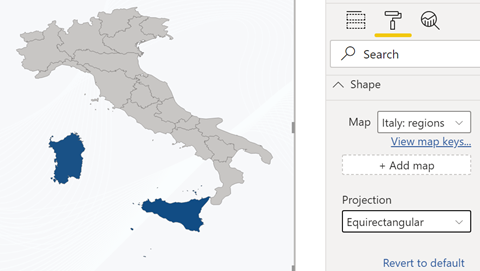 Search
Shape
Map
Italy: regions
View map keys...
+ Add map
Projection
Equirectangular
Revert to default